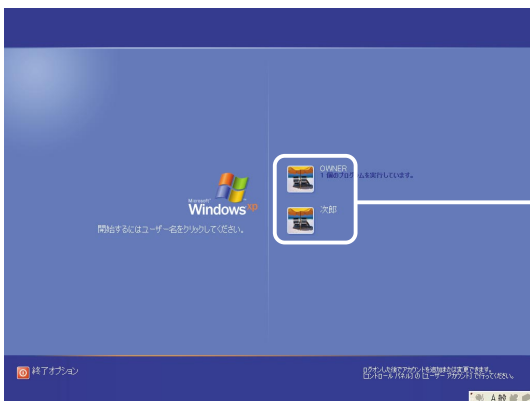 OWNER
1 個のプログラムを実行しています。
Microsoft
Windows xp
次郎
開始するにはユーザー名をクリックしてください。
終了オプション
ログオンした後でアカウントを追加または変更できます。
[コントロール パネル] の [ユーザー アカウント] で行ってください。
A 般